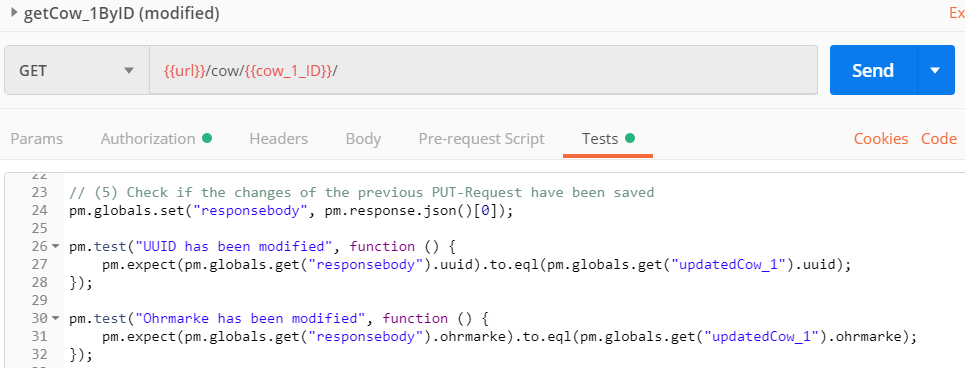 getCow_1ByID (modified)
Ex
GET
{{url}}/cow/{{cow_1_ID}}/
Send
Params
Authorization
Headers
Body
Pre-request Script
Tests
Cookies
Code
22
23 // (5) Check if the changes of the previous PUT-Request have been saved
24 pm.globals.set("responsebody", pm.response.json()[0]);
25
26 pm.test("UUID has been modified", function () {
27 pm.expect(pm.globals.get("responsebody").uuid).to.eql(pm.globals.get("updatedCow_1").uuid);
28 });
29
30 pm.test("Ohrmarke has been modified", function () {
31 pm.expect(pm.globals.get("responsebody").ohrmarke).to.eql(pm.globals.get("updatedCow_1").ohrmarke);
32 });